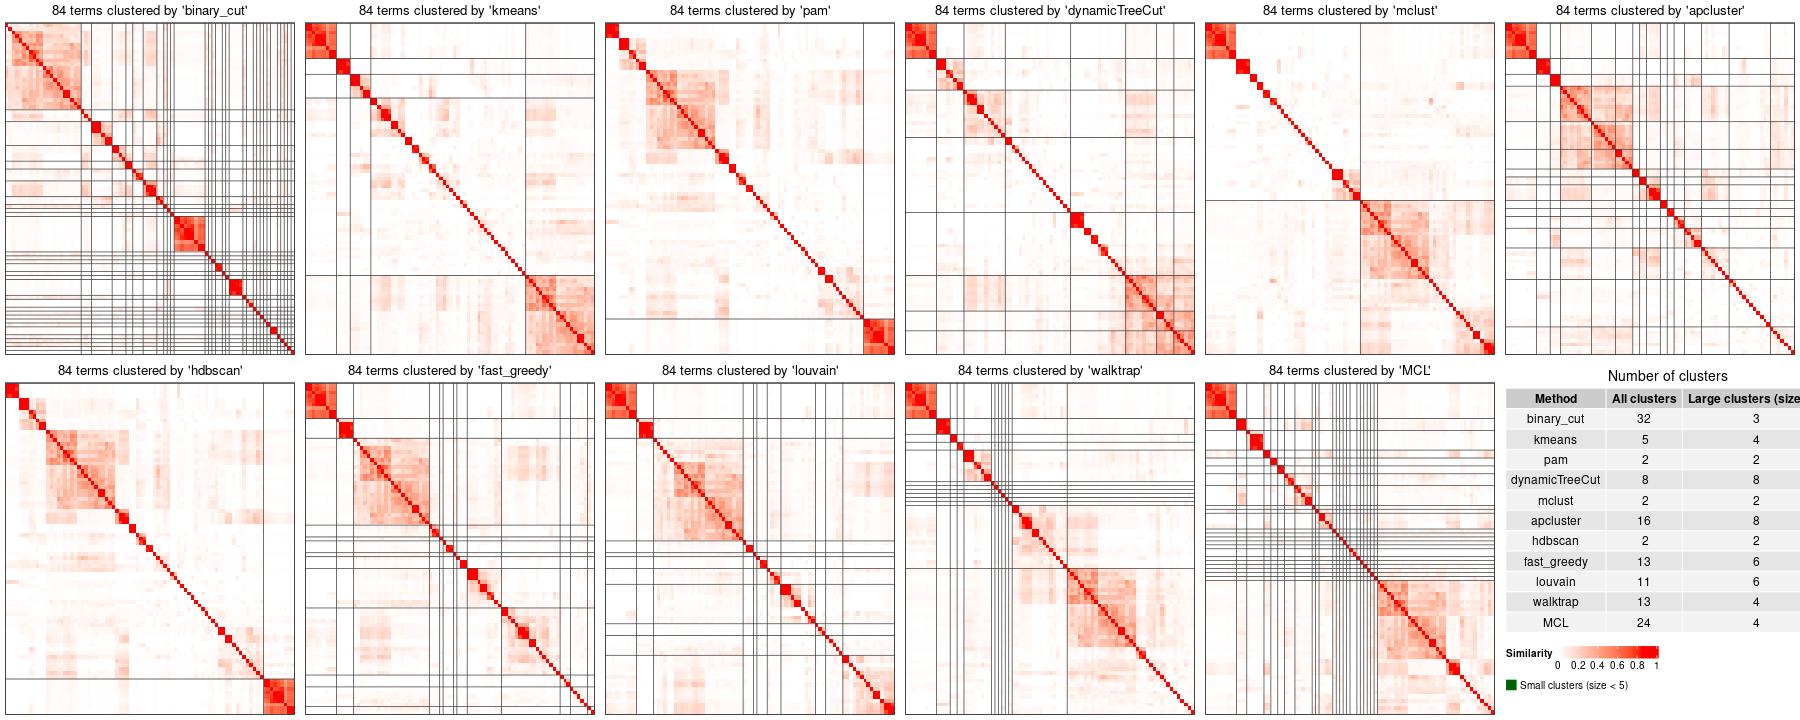 84 terms clustered by 'binary_cut'
84 terms clustered by 'kmeans'
84 terms clustered by 'pam'
84 terms clustered by 'dynamicTreeCut'
84 terms clustered by 'mclust'
84 terms clustered by 'apcluster'
84 terms clustered by 'hdbscan'
84 terms clustered by 'fast_greedy'
84 terms clustered by 'louvain'
84 terms clustered by 'walktrap'
84 terms clustered by 'MCL'
Number of clusters
Method All clusters Large clusters (size
binary_cut 32 3
kmeans 5 4
pam 2 2
dynamicTreeCut 8 8
mclust 2 2
apcluster 16 8
hdbscan 2 2
fast_greedy 13 6
louvain 11 6
walktrap 13 4
MCL 24 4
Similarity
0 0.2 0.4 0.6 0.8 1
Small clusters (size < 5)